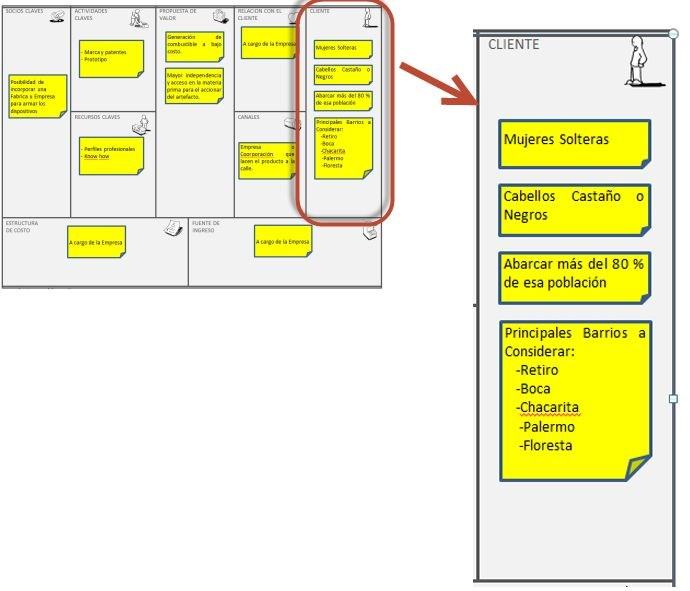 SOCIOS CLAVES
Posibilidad de
incorporar una
Fabrica o Empresa
para armar los
dispositivos
ACTIVIDADES
CLAVES
- Marca y patentes
- Prototipo
RECURSOS CLAVES
- Perfiles profesionales
- Know how
PROPUESTA DE
VALOR
Generación de
combustible a bajo
costo.
Mayor independencia
y acceso en la materia
prima para el accionar
del artefacto.
RELACION CON EL
CLIENTE
A cargo de la Empresa
CANALES
Empresa o
Coorporación que
lacen el producto a la
calle.
CLIENTE
Mujeres Solteras
Cabellos Castaño o
Negros
Abarcar más del 80 %
de esa población
Principales Barrios a
Considerar:
-Retiro
-Boca
-Chacarita
-Palermo
-Floresta
ESTRUCTURA
DE COSTO
A cargo de la Empresa
FUENTE DE
INGRESO
A cargo de la Empresa
CLIENTE
Mujeres Solteras
Cabellos Castaño o
Negros
Abarcar más del 80 %
de esa población
Principales Barrios a
Considerar:
-Retiro
-Boca
-Chacarita
-Palermo
-Floresta